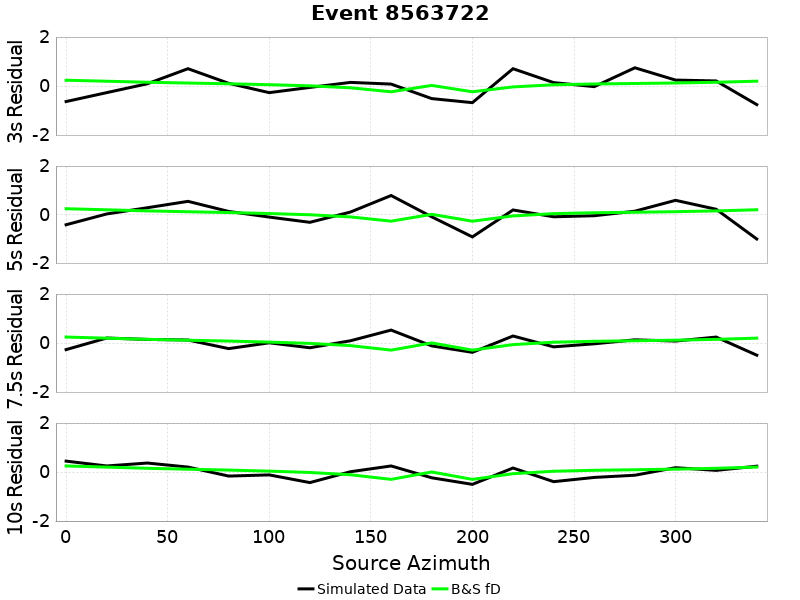 Event 8563722
3s Residual
2
0
-2
5s Residual
2
0
-2
7.5s Residual
2
0
-2
10s Residual
2
0
-2
0 50 100 150 200 250 300
Source Azimuth
Simulated Data B&S fD